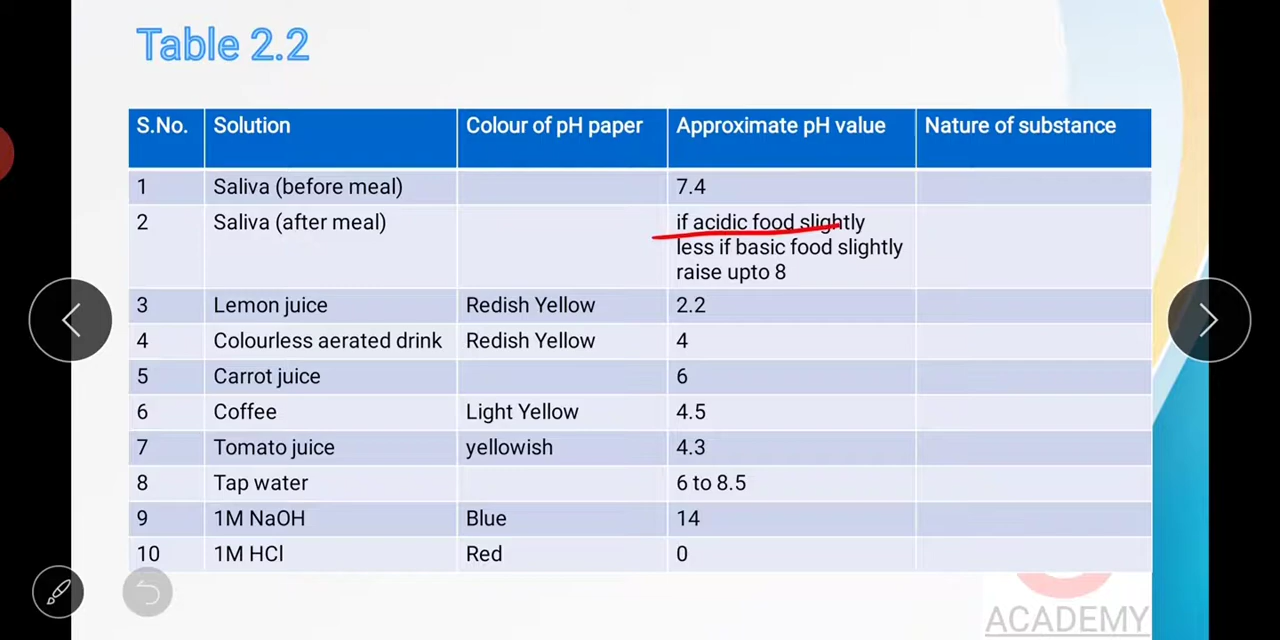 Table 2.2
S.No. Solution Colour of pH paper Approximate pH value Nature of substance
1 Saliva (before meal) 7.4
2 Saliva (after meal) if acidic food slightly
less if basic food slightly
raise upto 8
3 Lemon juice Redish Yellow 2.2
4 Colourless aerated drink Redish Yellow 4
5 Carrot juice 6
6 Coffee Light Yellow 4.5
7 Tomato juice yellowish 4.3
8 Tap water 6 to 8.5
9 1M NaOH Blue 14
10 1M HCl Red 0
ACADEMY